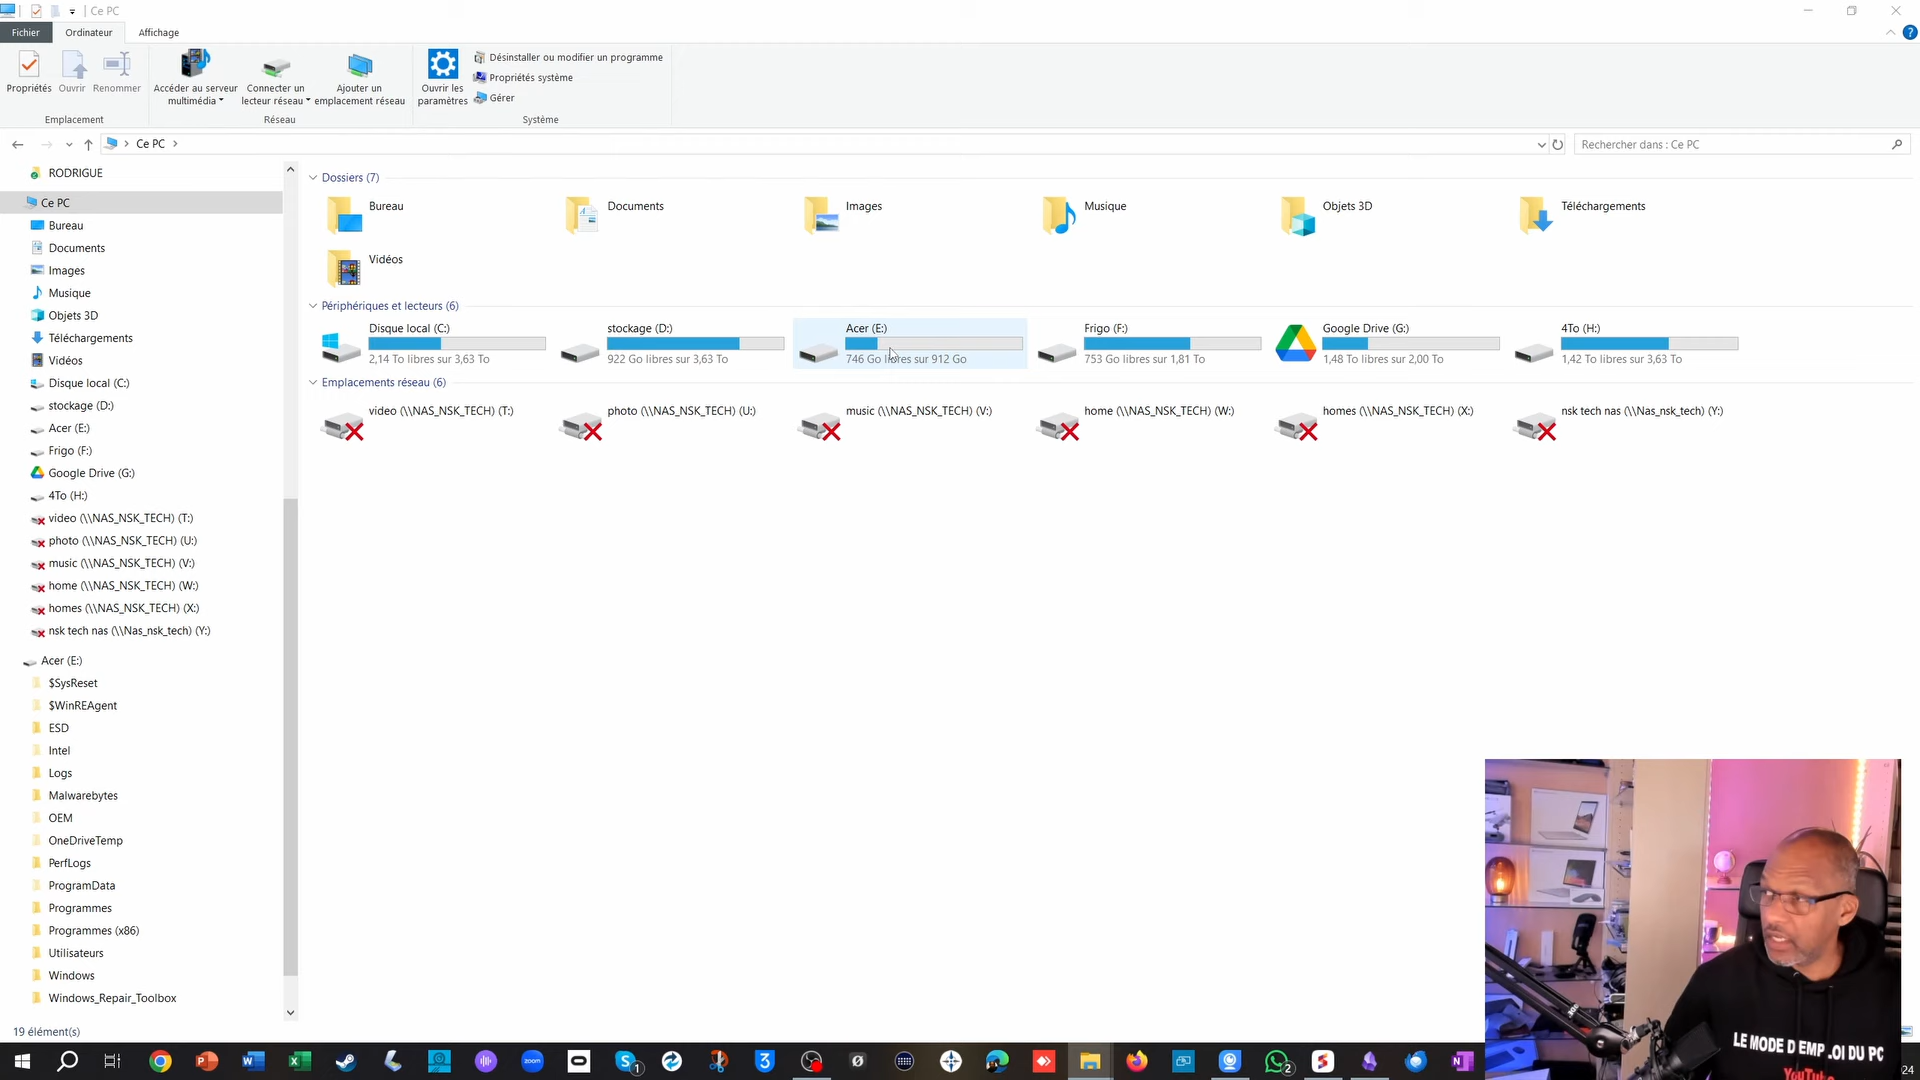 Ce PC
Fichier
Ordinateur
Affichage
Propriétés
Ouvrir
Renommer
Accéder au serveur
multimédia
Connecter un
lecteur réseau
Ajouter un
emplacement réseau
Ouvrir les
paramètres
Désinstaller ou modifier un programme
Propriétés système
Gérer
Emplacement
Réseau
Système
Ce PC
Rechercher dans : Ce PC
RODRIGUE
Ce PC
Bureau
Documents
Images
Musique
Objets 3D
Téléchargements
Vidéos
Disque local (C:)
stockage (D:)
Acer (E:)
Frigo (F:)
Google Drive (G:)
4To (H:)
video (\\NAS_NSK_TECH) (T:)
photo (\\NAS_NSK_TECH) (U:)
music (\\NAS_NSK_TECH) (V:)
home (\\NAS_NSK_TECH) (W:)
homes (\\NAS_NSK_TECH) (X:)
nsk tech nas (\\Nas_nsk_tech) (Y:)
Acer (E:)
$SysReset
$WinREAgent
ESD
Intel
Logs
Malwarebytes
OEM
OneDriveTemp
PerfLogs
ProgramData
Programmes
Programmes (x86)
Utilisateurs
Windows
Windows_Repair_Toolbox
19 élément(s)
Dossiers (7)
Bureau
Documents
Images
Musique
Objets 3D
Téléchargements
Vidéos
Périphériques et lecteurs (6)
Disque local (C:)
2,14 To libres sur 3,63 To
stockage (D:)
922 Go libres sur 3,63 To
Acer (E:)
746 Go libres sur 912 Go
Frigo (F:)
753 Go libres sur 1,81 To
Google Drive (G:)
1,48 To libres sur 2,00 To
4To (H:)
1,42 To libres sur 3,63 To
Emplacements réseau (6)
video (\\NAS_NSK_TECH) (T:)
photo (\\NAS_NSK_TECH) (U:)
music (\\NAS_NSK_TECH) (V:)
home (\\NAS_NSK_TECH) (W:)
homes (\\NAS_NSK_TECH) (X:)
nsk tech nas (\\Nas_nsk_tech) (Y:)
LE MODE D EMPLOI DU PC
YouTube
zoom
1
3
2
024